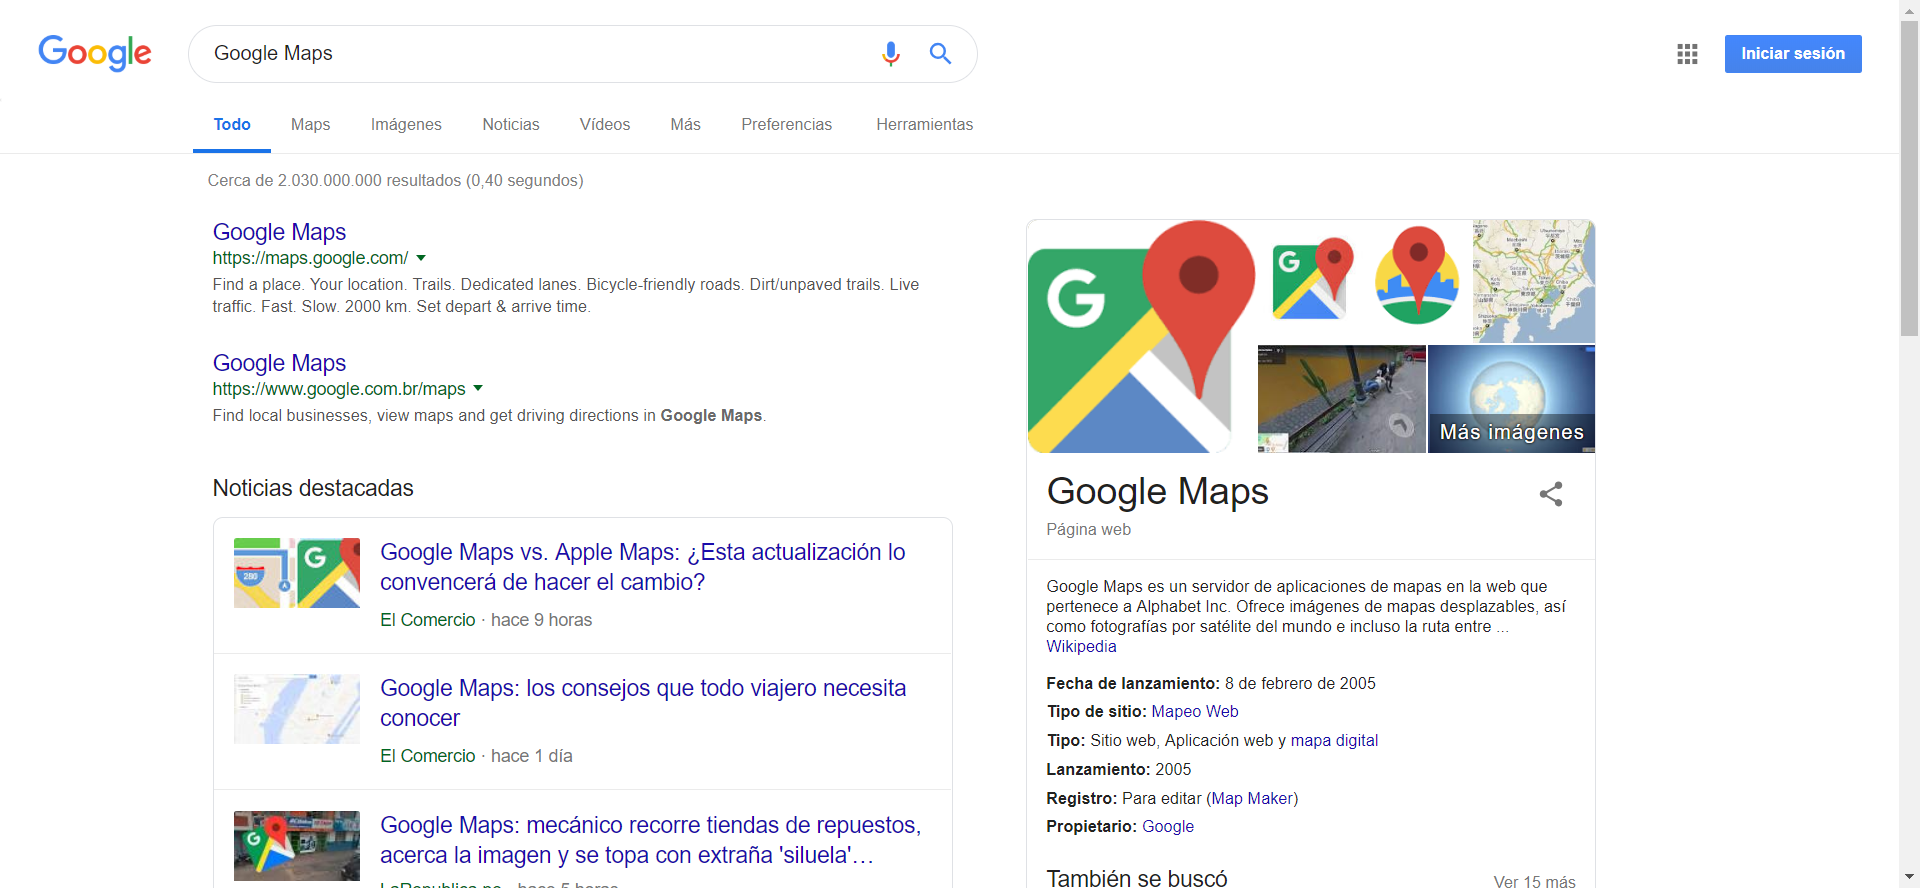 Google
Google Maps
Iniciar sesión
Todo
Maps
Imágenes
Noticias
Vídeos
Más
Preferencias
Herramientas
Cerca de 2.030.000.000 resultados (0,40 segundos)
Google Maps
https://maps.google.com/
Find a place. Your location. Trails. Dedicated lanes. Bicycle-friendly roads. Dirt/unpaved trails. Live
traffic. Fast. Slow. 2000 km. Set depart & arrive time.
Google Maps
https://www.google.com.br/maps
Find local businesses, view maps and get driving directions in Google Maps.
Noticias destacadas
280
G
Google Maps vs. Apple Maps: ¿Esta actualización lo
convencerá de hacer el cambio?
El Comercio · hace 9 horas
Google Maps: los consejos que todo viajero necesita
conocer
El Comercio · hace 1 día
G
Google Maps: mecánico recorre tiendas de repuestos,
acerca la imagen y se topa con extraña 'siluela'...
LaRepublica.pe · hace 5 horas
G
G
Más imágenes
Google Maps
Página web
Google Maps es un servidor de aplicaciones de mapas en la web que
pertenece a Alphabet Inc. Ofrece imágenes de mapas desplazables, así
como fotografías por satélite del mundo e incluso la ruta entre ...
Wikipedia
Fecha de lanzamiento: 8 de febrero de 2005
Tipo de sitio: Mapeo Web
Tipo: Sitio web, Aplicación web y mapa digital
Lanzamiento: 2005
Registro: Para editar (Map Maker)
Propietario: Google
También se buscó
Ver 15 más